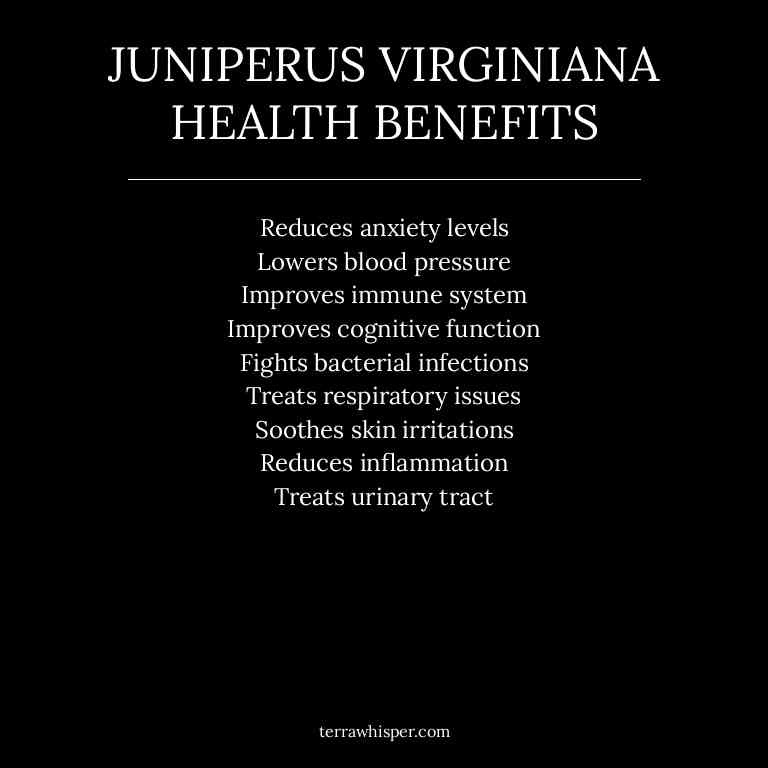 JUNIPERUS VIRGINIANA
HEALTH BENEFITS
Reduces anxiety levels
Lowers blood pressure
Improves immune system
Improves cognitive function
Fights bacterial infections
Treats respiratory issues
Soothes skin irritations
Reduces inflammation
Treats urinary tract
terrawhisper.com